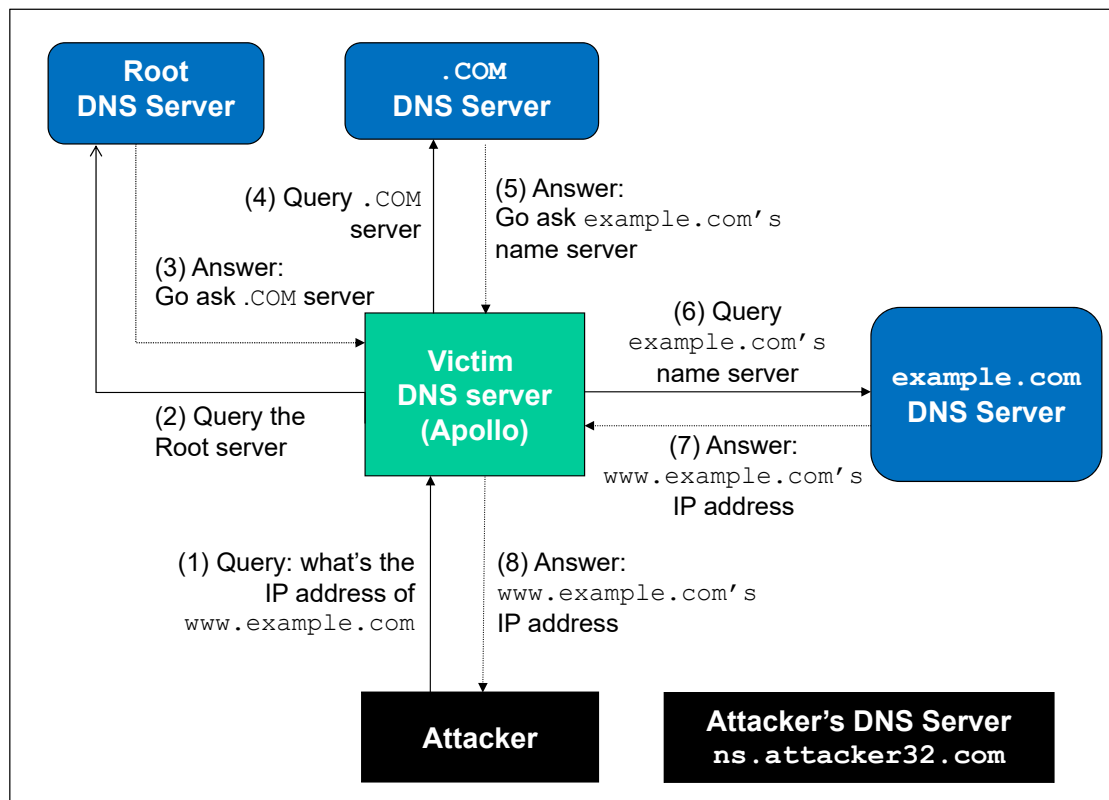 Root
DNS Server
.COM
DNS Server
(4) Query .COM
server
(5) Answer:
Go ask example.com’s
name server
(3) Answer:
Go ask .COM server
(6) Query
example.com’s
name server
Victim
DNS server
(Apollo)
example.com
DNS Server
(2) Query the
Root server
(7) Answer:
www.example.com’s
IP address
(1) Query: what’s the
IP address of
www.example.com
(8) Answer:
www.example.com’s
IP address
Attacker
Attacker’s DNS Server
ns.attacker32.com